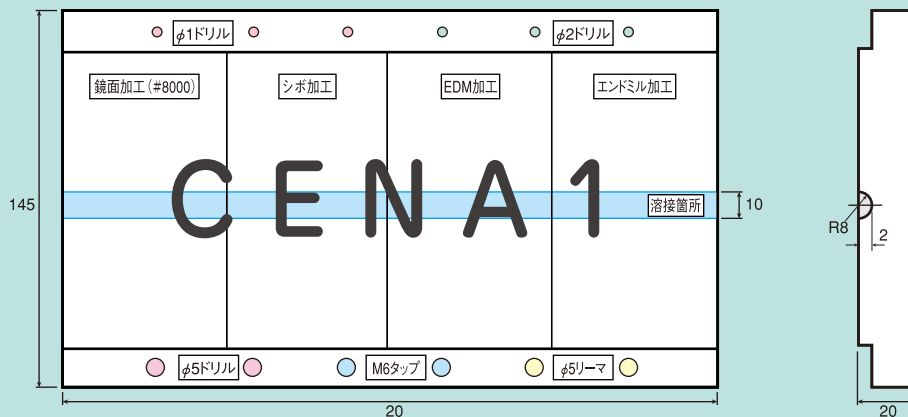 φ1ドリル
φ2ドリル
鏡面加工(#8000)
シボ加工
EDM加工
エンドミル加工
CENA1
145
溶接箇所
10
R8
2
φ5ドリル
M6タップ
φ5リーマ
20
20